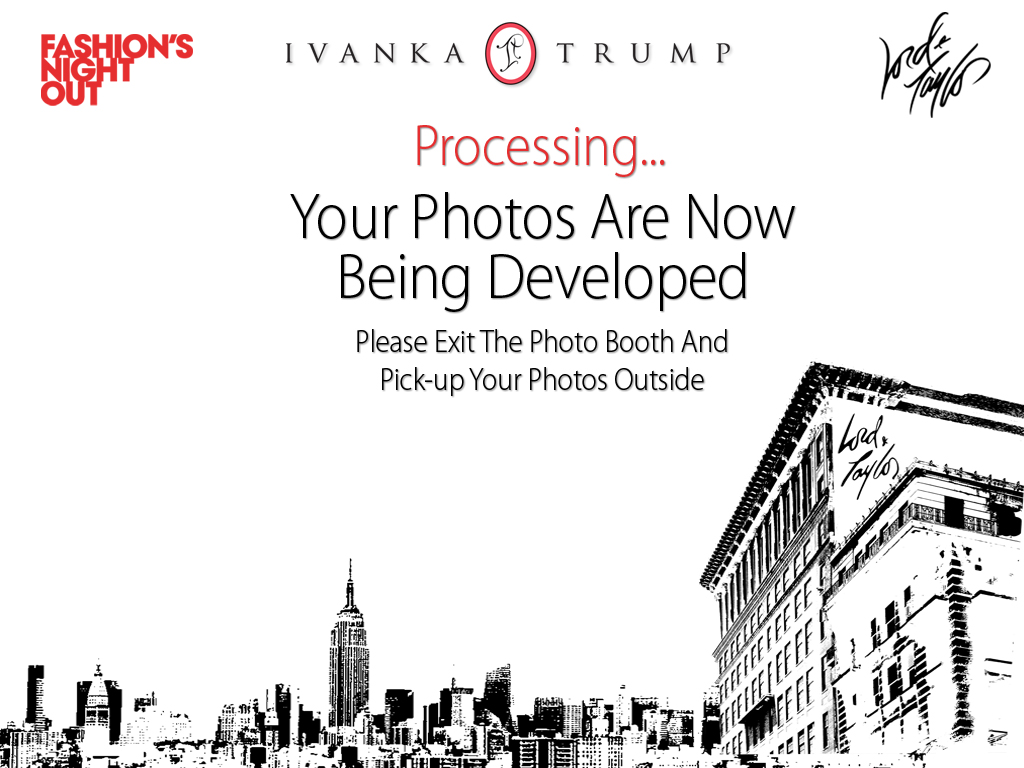 FASHION'S
NIGHT
OUT
IVANKA TRUMP
Lord &
Taylor
Processing...
Your Photos Are Now
Being Developed
Please Exit The Photo Booth And
Pick-up Your Photos Outside
Lord &
Taylor